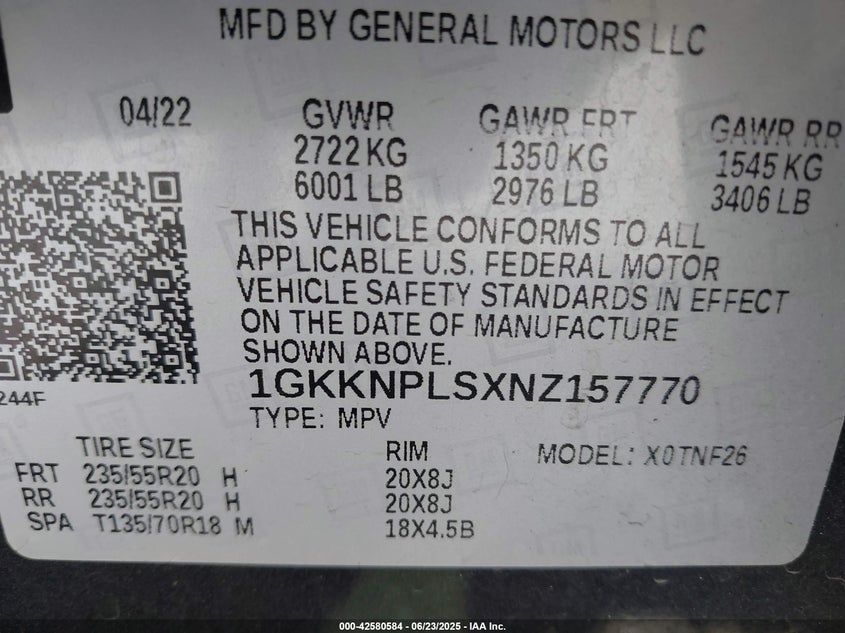 MFD BY GENERAL MOTORS LLC
04/22 GVWR GAWR FRT GAWR RR
2722 KG 1350 KG 1545 KG
6001 LB 2976 LB 3406 LB
THIS VEHICLE CONFORMS TO ALL
APPLICABLE U.S. FEDERAL MOTOR
VEHICLE SAFETY STANDARDS IN EFFECT
ON THE DATE OF MANUFACTURE
SHOWN ABOVE.
1GKKNPLSXNZ157770
244F
TYPE: MPV
TIRE SIZE RIM MODEL: X0TNF26
FRT 235/55R20 H 20X8J
RR 235/55R20 H 20X8J
SPA T135/70R18 M 18X4.5B
000-42580584 - 06/23/2025 - IAA Inc.